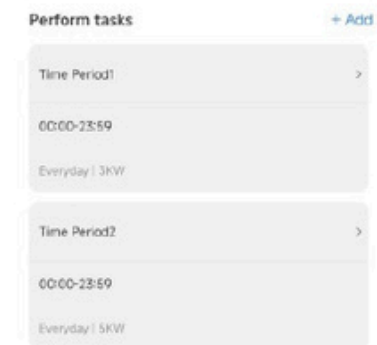 Perform tasks
+ Add
Time Period1
00:00-23:59
Everyday | 3KW
Time Period2
00:00-23:59
Everyday | 5KW